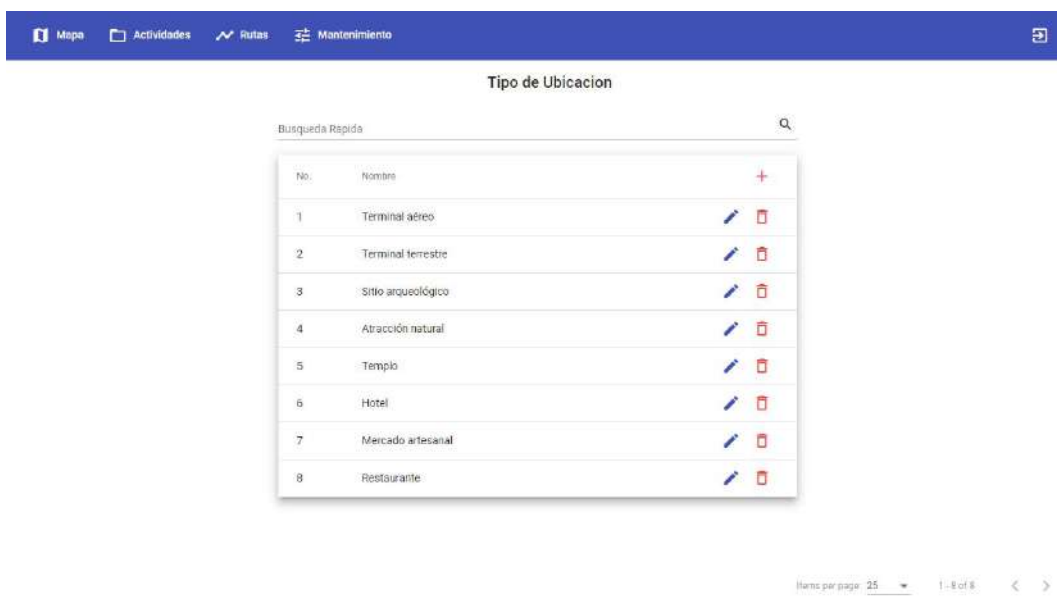 Mapa Actividades Rutas Mantenimiento
Tipo de Ubicacion
Busqueda Rapida
No. Nombre
1 Terminal aéreo
2 Terminal terrestre
3 Sitio arqueológico
4 Atracción natural
5 Templo
6 Hotel
7 Mercado artesanal
8 Restaurante
Items per page: 25 1 - 8 of 8